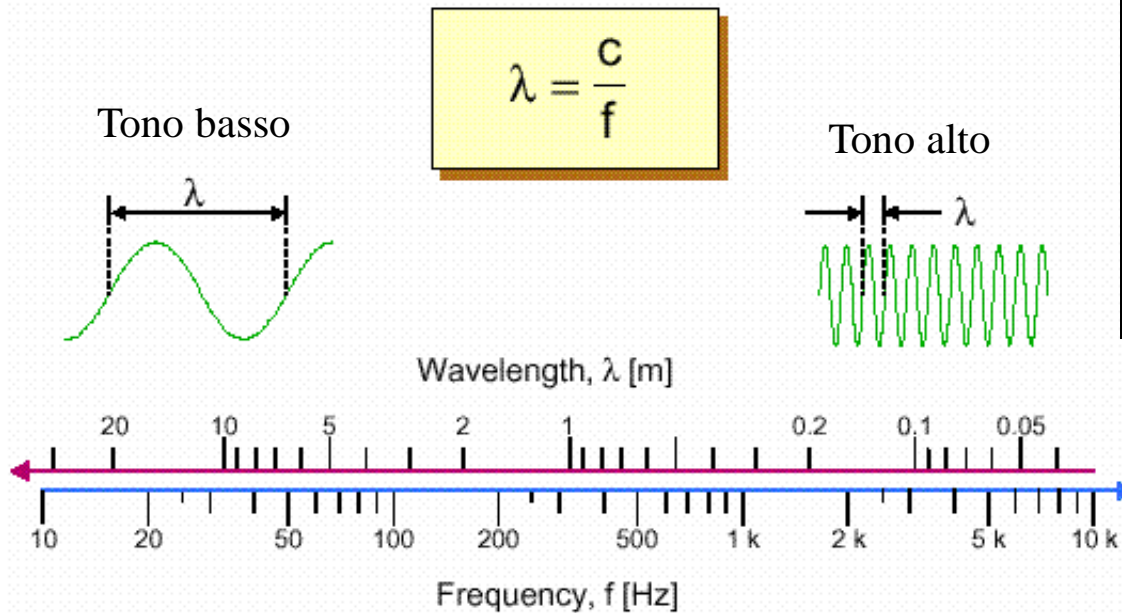 λ = c/f
Tono basso
Tono alto
λ
λ
Wavelength, λ [m]
20 10 5 2 1 0.2 0.1 0.05
10 20 50 100 200 500 1 k 2 k 5 k 10 k
Frequency, f [Hz]